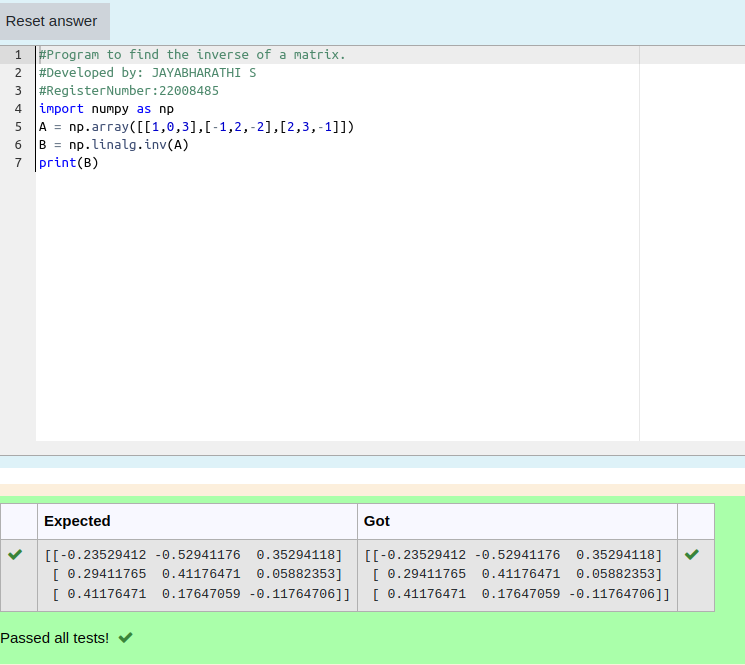 Reset answer
1 #Program to find the inverse of a matrix.
2 #Developed by: JAYABHARATHI S
3 #RegisterNumber:22008485
4 import numpy as np
5 A = np.array([[1,0,3],[-1,2,-2],[2,3,-1]])
6 B = np.linalg.inv(A)
7 print(B)
Expected Got
[[-0.23529412 -0.52941176  0.35294118] [[-0.23529412 -0.52941176  0.35294118]
[ 0.29411765  0.41176471  0.05882353] [ 0.29411765  0.41176471  0.05882353]
[ 0.41176471  0.17647059 -0.11764706]] [ 0.41176471  0.17647059 -0.11764706]]
Passed all tests!